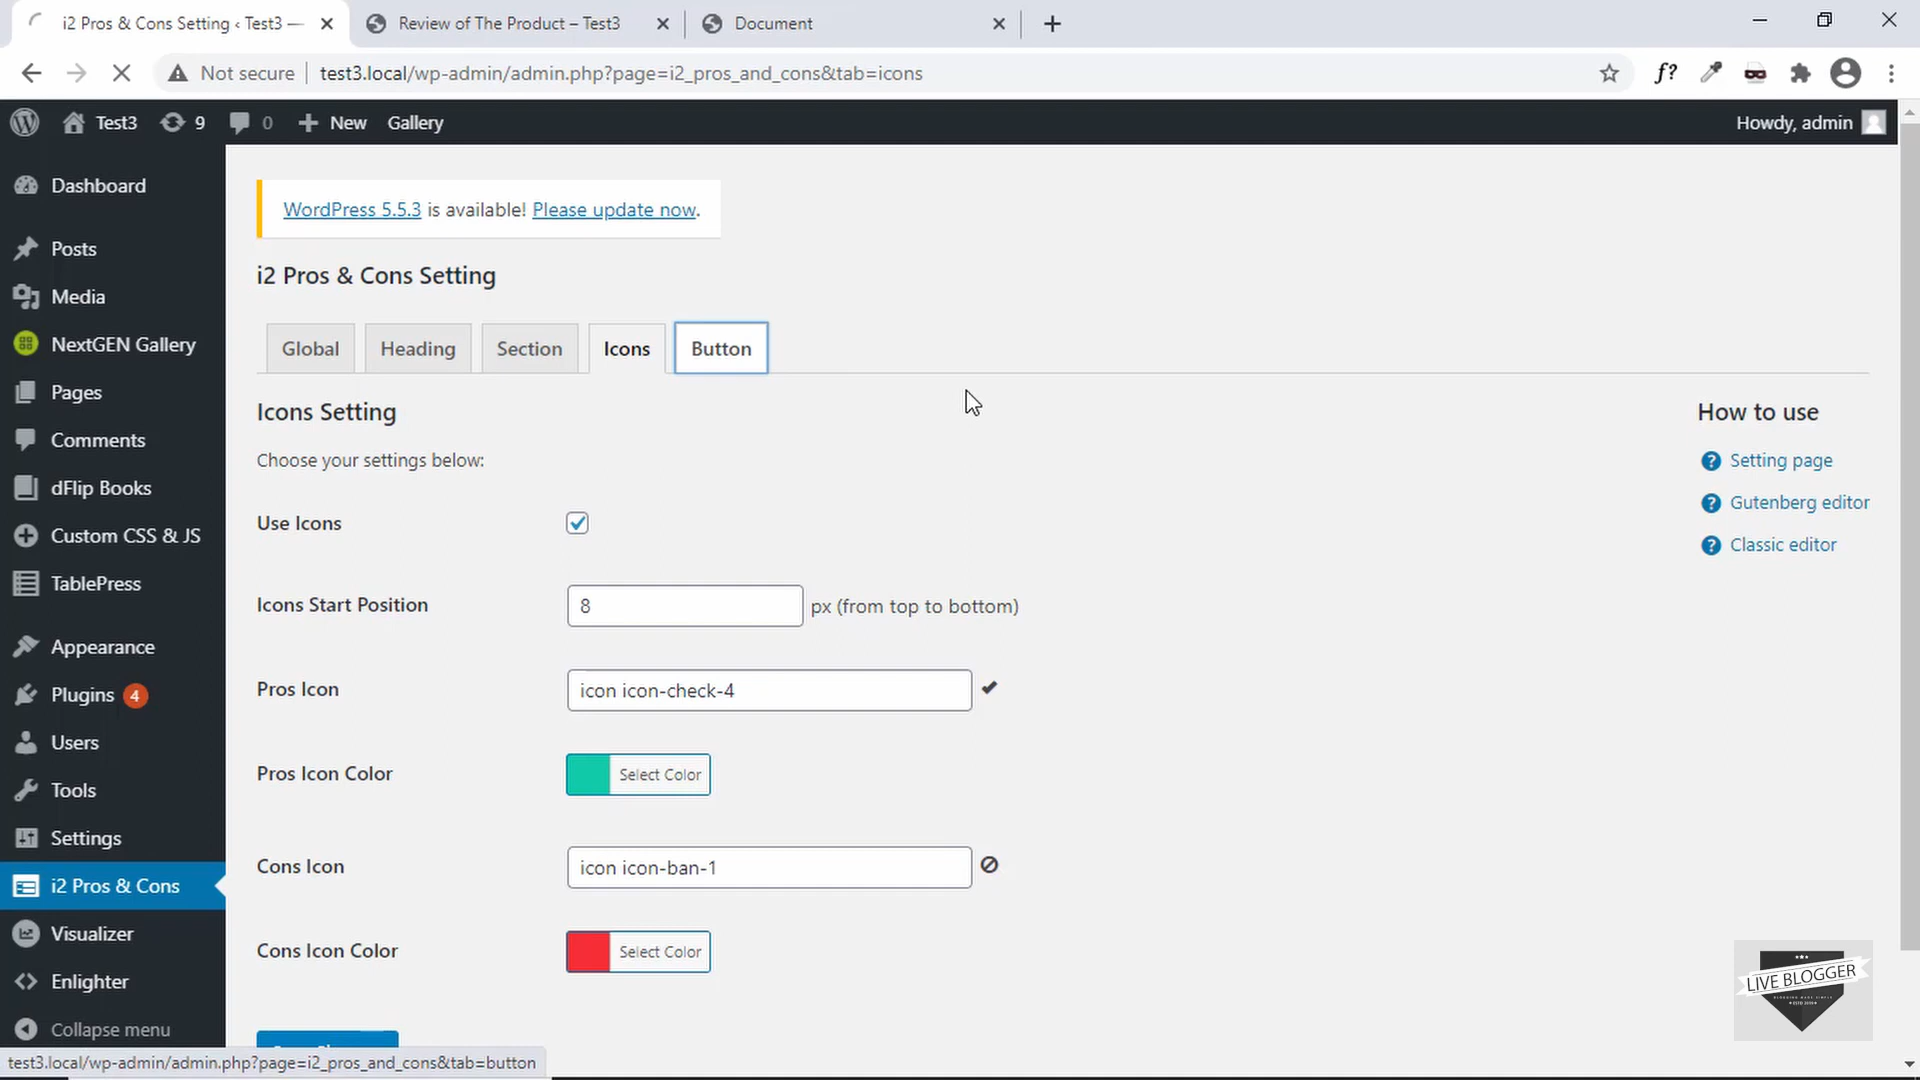 i2 Pros & Cons Setting ‹ Test3 —
Review of The Product – Test3
Document
Not secure
test3.local/wp-admin/admin.php?page=i2_pros_and_cons&tab=icons
f?
Test3
9
0
New
Gallery
Howdy, admin
Dashboard
Posts
Media
NextGEN Gallery
Pages
Comments
dFlip Books
Custom CSS & JS
TablePress
Appearance
Plugins 4
Users
Tools
Settings
i2 Pros & Cons
Visualizer
Enlighter
Collapse menu
WordPress 5.5.3 is available! Please update now.
i2 Pros & Cons Setting
Global
Heading
Section
Icons
Button
Icons Setting
Choose your settings below:
Use Icons
Icons Start Position
8
px (from top to bottom)
Pros Icon
icon icon-check-4
Pros Icon Color
Select Color
Cons Icon
icon icon-ban-1
Cons Icon Color
Select Color
How to use
Setting page
Gutenberg editor
Classic editor
LIVE BLOGGER
test3.local/wp-admin/admin.php?page=i2_pros_and_cons&tab=button